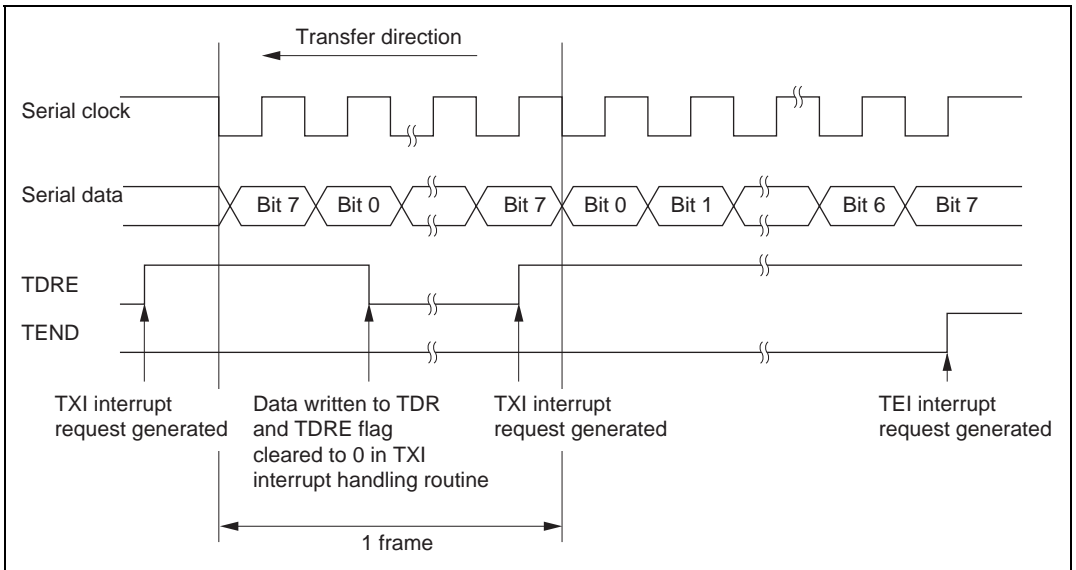 Transfer direction
Serial clock
Serial data
Bit 7 Bit 0 Bit 7 Bit 0 Bit 1 Bit 6 Bit 7
TDRE
TEND
TXI interrupt
request generated
Data written to TDR
and TDRE flag
cleared to 0 in TXI
interrupt handling routine
TXI interrupt
request generated
TEI interrupt
request generated
1 frame